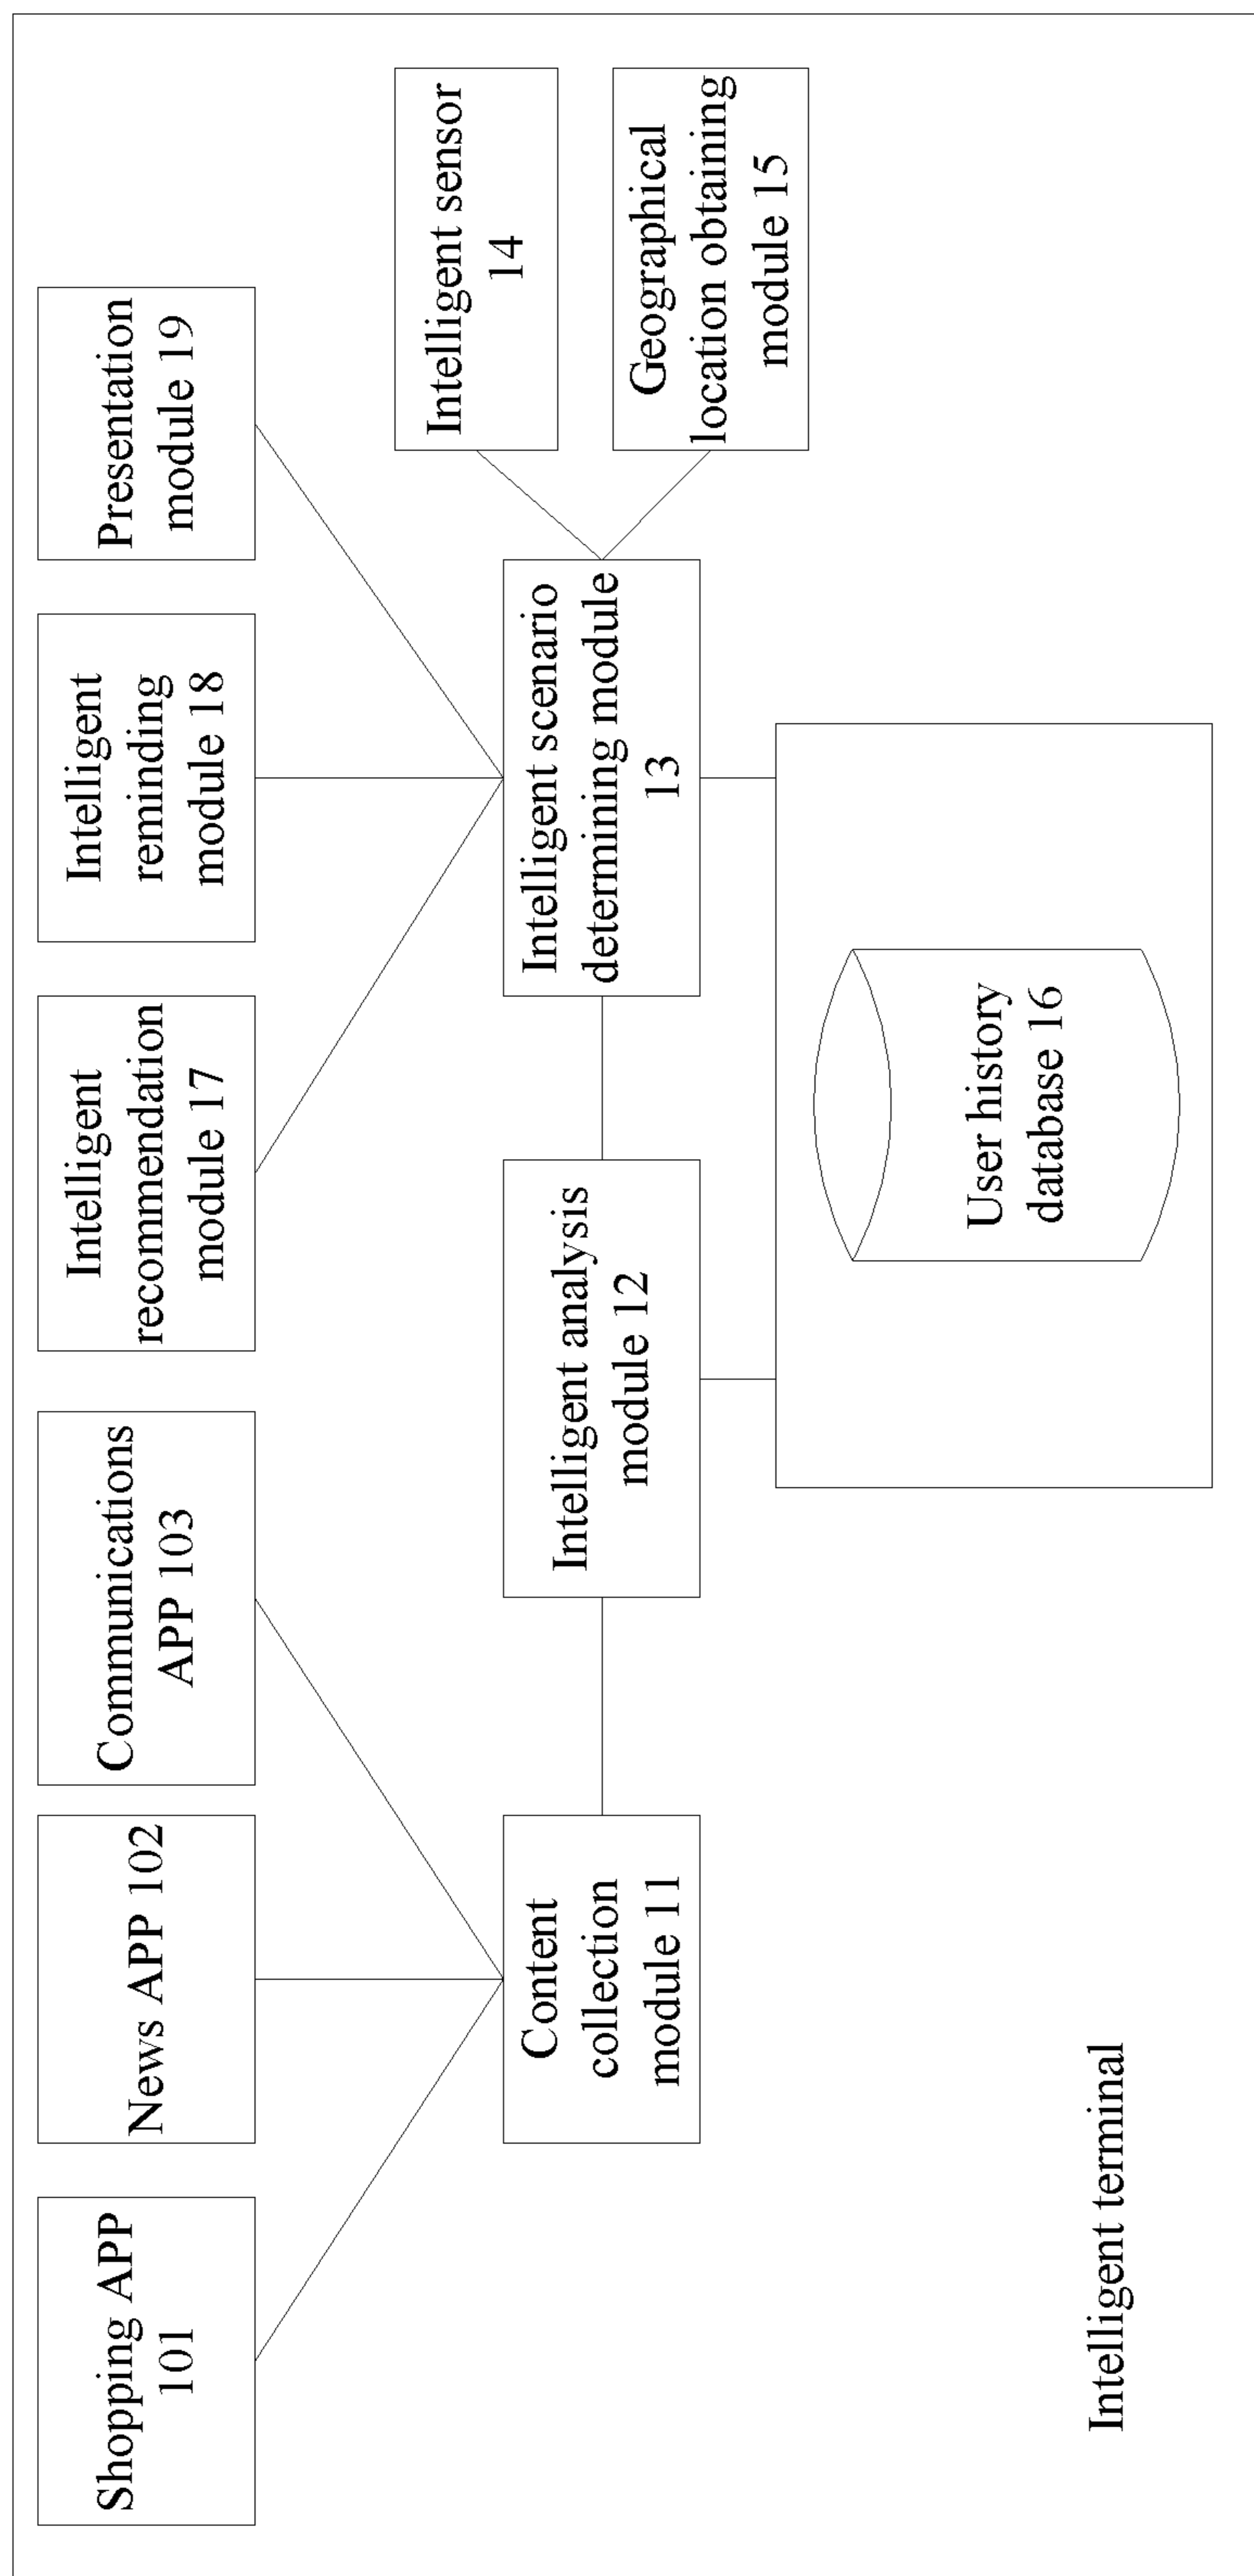 Shopping APP
101
News APP 102
Communications
APP 103
Intelligent
recommendation
module 17
Intelligent
reminding
module 18
Presentation
module 19
Content
collection
module 11
Intelligent analysis
module 12
Intelligent scenario
determining module
13
Intelligent sensor
14
Geographical
location obtaining
module 15
User history
database 16
Intelligent terminal